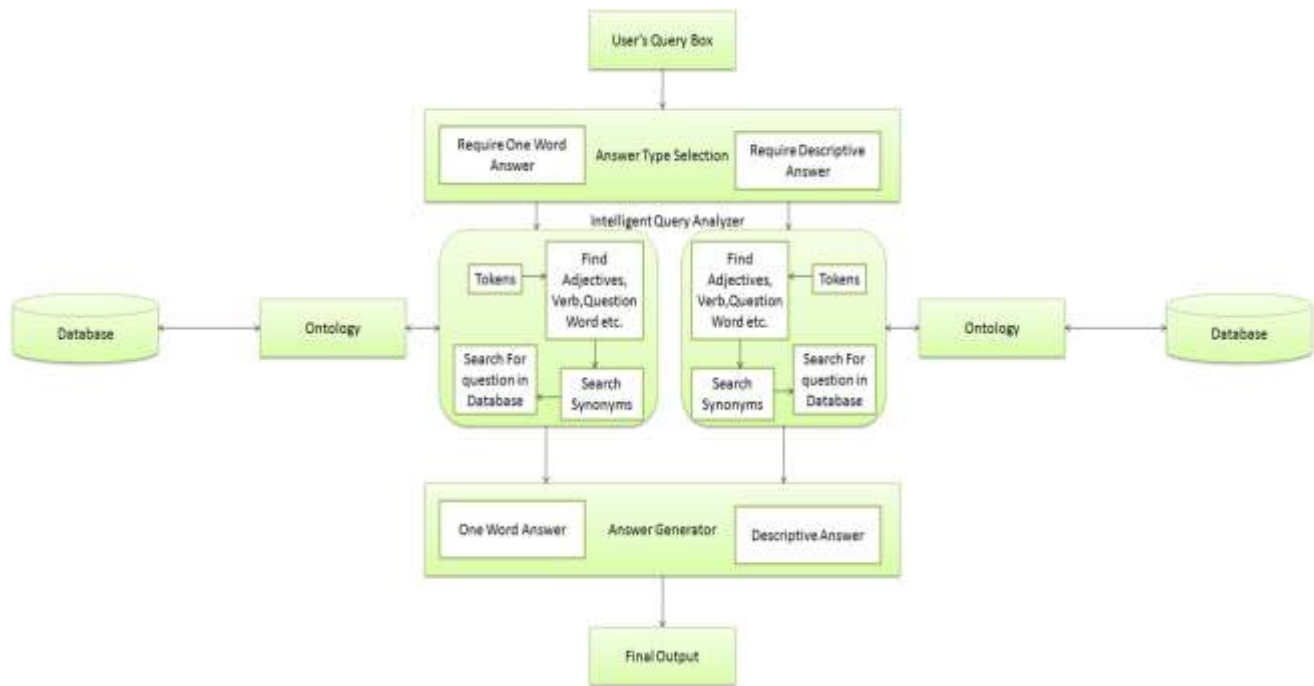 User's Query Box
Require One Word
Answer
Answer Type Selection
Require Descriptive
Answer
Intelligent Query Analyzer
Tokens
Find
Adjectives,
Verb,Question
Word etc.
Search For
question in
Database
Search
Synonyms
Find
Adjectives,
Verb,Question
Word etc.
Tokens
Search
Synonyms
Search For
question in
Database
Database
Ontology
Ontology
Database
One Word Answer
Answer Generator
Descriptive Answer
Final Output